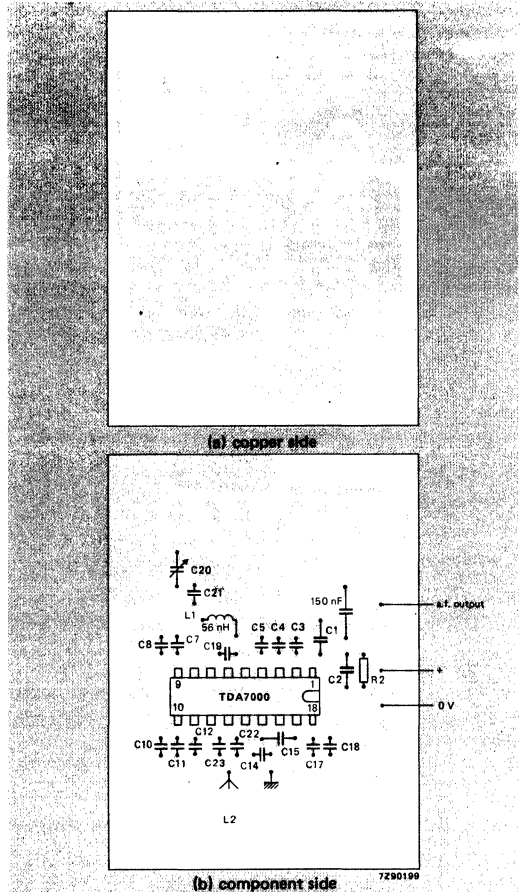 (a) copper side
C20
C21
L1
56 nH
150 nF
a.f. output
C8
C7
C19
C5 C4 C3
C1
C2
R2
+
9
1
TDA7000
10
18
0 V
C10
C11
C12
C23
C22
C14
C15
C17
C18
L2
7Z90199
(b) component side